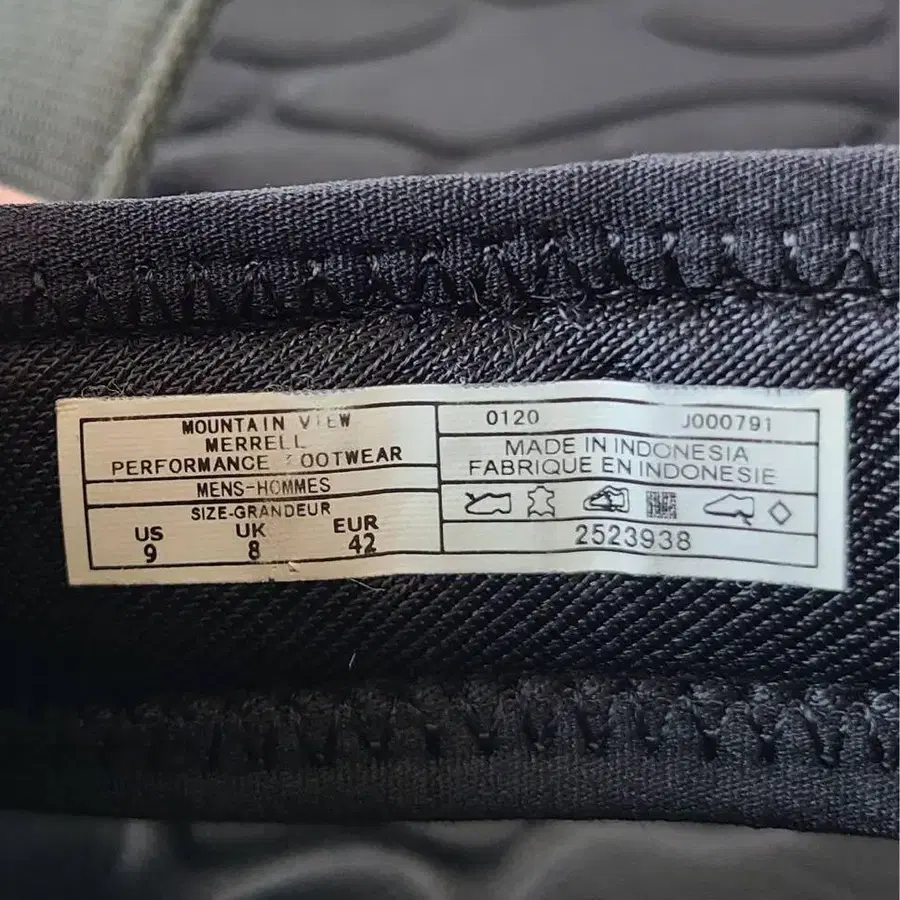 MOUNTAIN VIEW
MERRELL
PERFORMANCE FOOTWEAR
MENS-HOMMES
SIZE-GRANDEUR
US UK EUR
9 8 42
0120 J000791
MADE IN INDONESIA
FABRIQUE EN INDONESIE
2523938